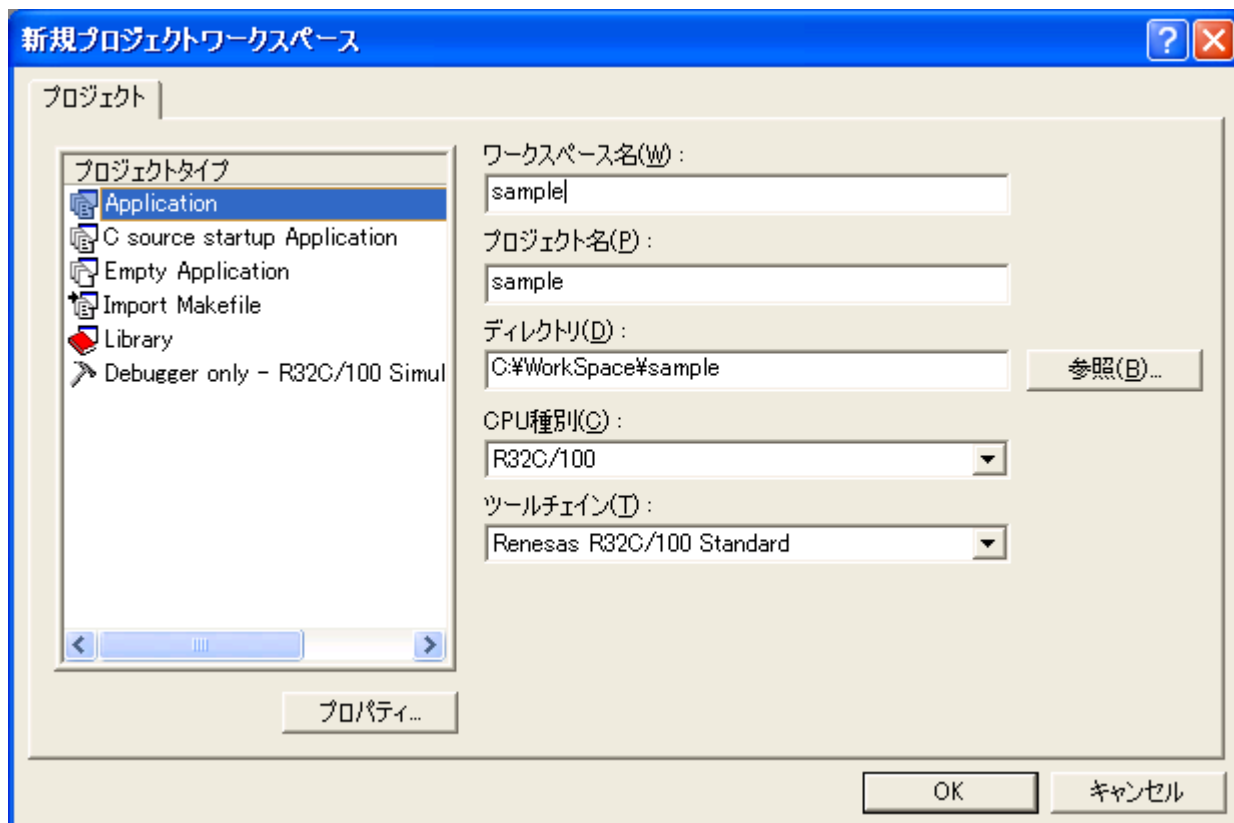 新規プロジェクトワークスペース
プロジェクト
プロジェクトタイプ
Application
C source startup Application
Empty Application
Import Makefile
Library
Debugger only - R32C/100 Simul
プロパティ...
ワークスペース名(W) :
sample
プロジェクト名(P) :
sample
ディレクトリ(D) :
C:¥WorkSpace¥sample
参照(B)...
CPU種別(C) :
R32C/100
ツールチェイン(T) :
Renesas R32C/100 Standard
OK
キャンセル